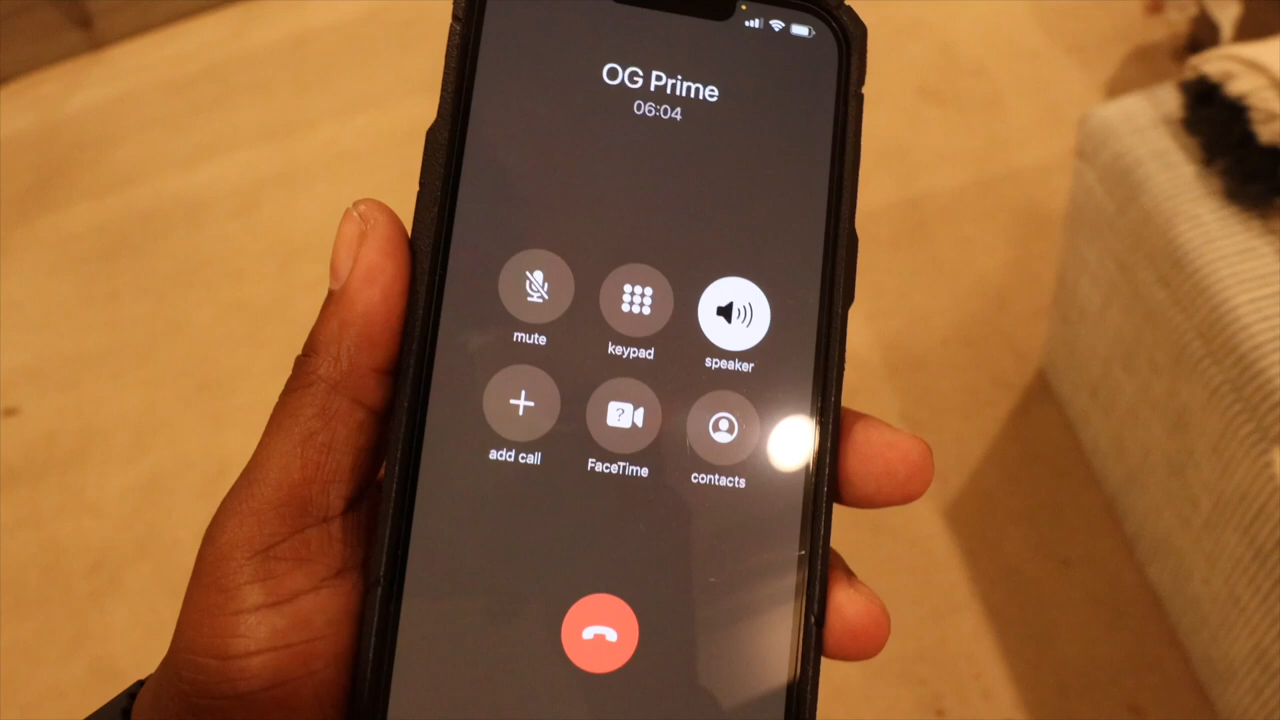 OG Prime
06:04
mute
keypad
speaker
add call
FaceTime
contacts